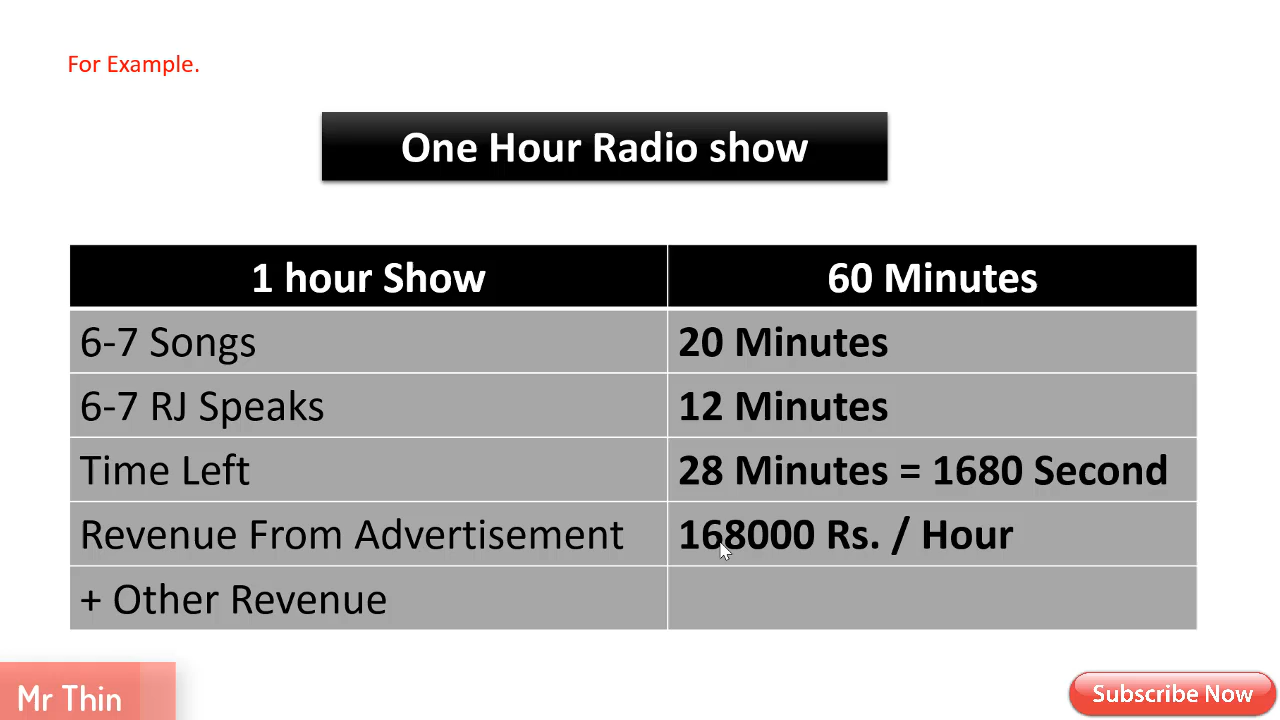 For Example.
One Hour Radio show
1 hour Show 60 Minutes
6-7 Songs 20 Minutes
6-7 RJ Speaks 12 Minutes
Time Left 28 Minutes = 1680 Second
Revenue From Advertisement 168000 Rs. / Hour
+ Other Revenue
Mr Thin
Subscribe Now